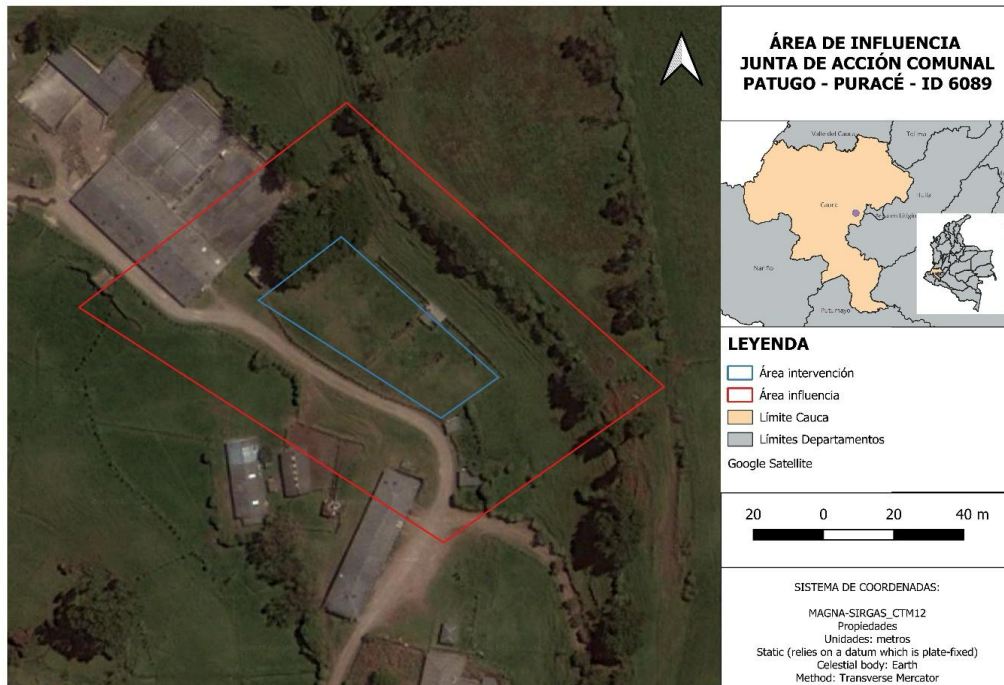 ÁREA DE INFLUENCIA
JUNTA DE ACCIÓN COMUNAL
PATUGO - PURACÉ - ID 6089
Valle del Cauca
Tolima
Huila
Cauca
Nariño
Putumayo
LEYENDA
Área intervención
Área influencia
Límite Cauca
Límites Departamentos
Google Satellite
20 0 20 40 m
SISTEMA DE COORDENADAS:
MAGNA-SIRGAS_CTM12
Propiedades
Unidades: metros
Static (relies on a datum which is plate-fixed)
Celestial body: Earth
Method: Transverse Mercator